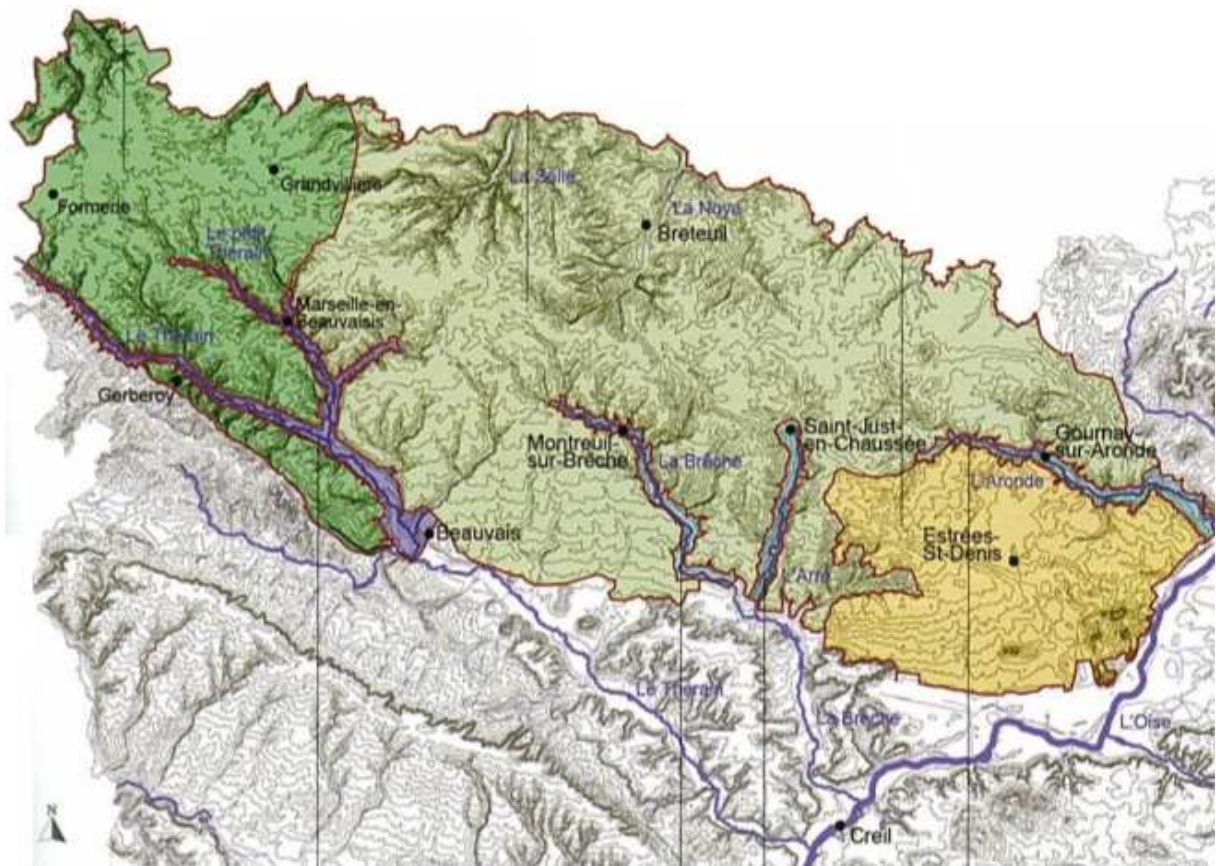 Grandvilliers
La Selle
Formerie
La Noye
Breteuil
Le petit
Thérain
Marseille-en-
Beauvaisis
Le Thérain
Gerberoy
Saint-Just-
en-Chaussée
Montreuil-
sur-Brêche
La Brêche
Gournay-
sur-Aronde
L'Aronde
Beauvais
Estrées-
St-Denis
L'Arré
Le Thérain
La Brêche
L'Oise
Creil
N